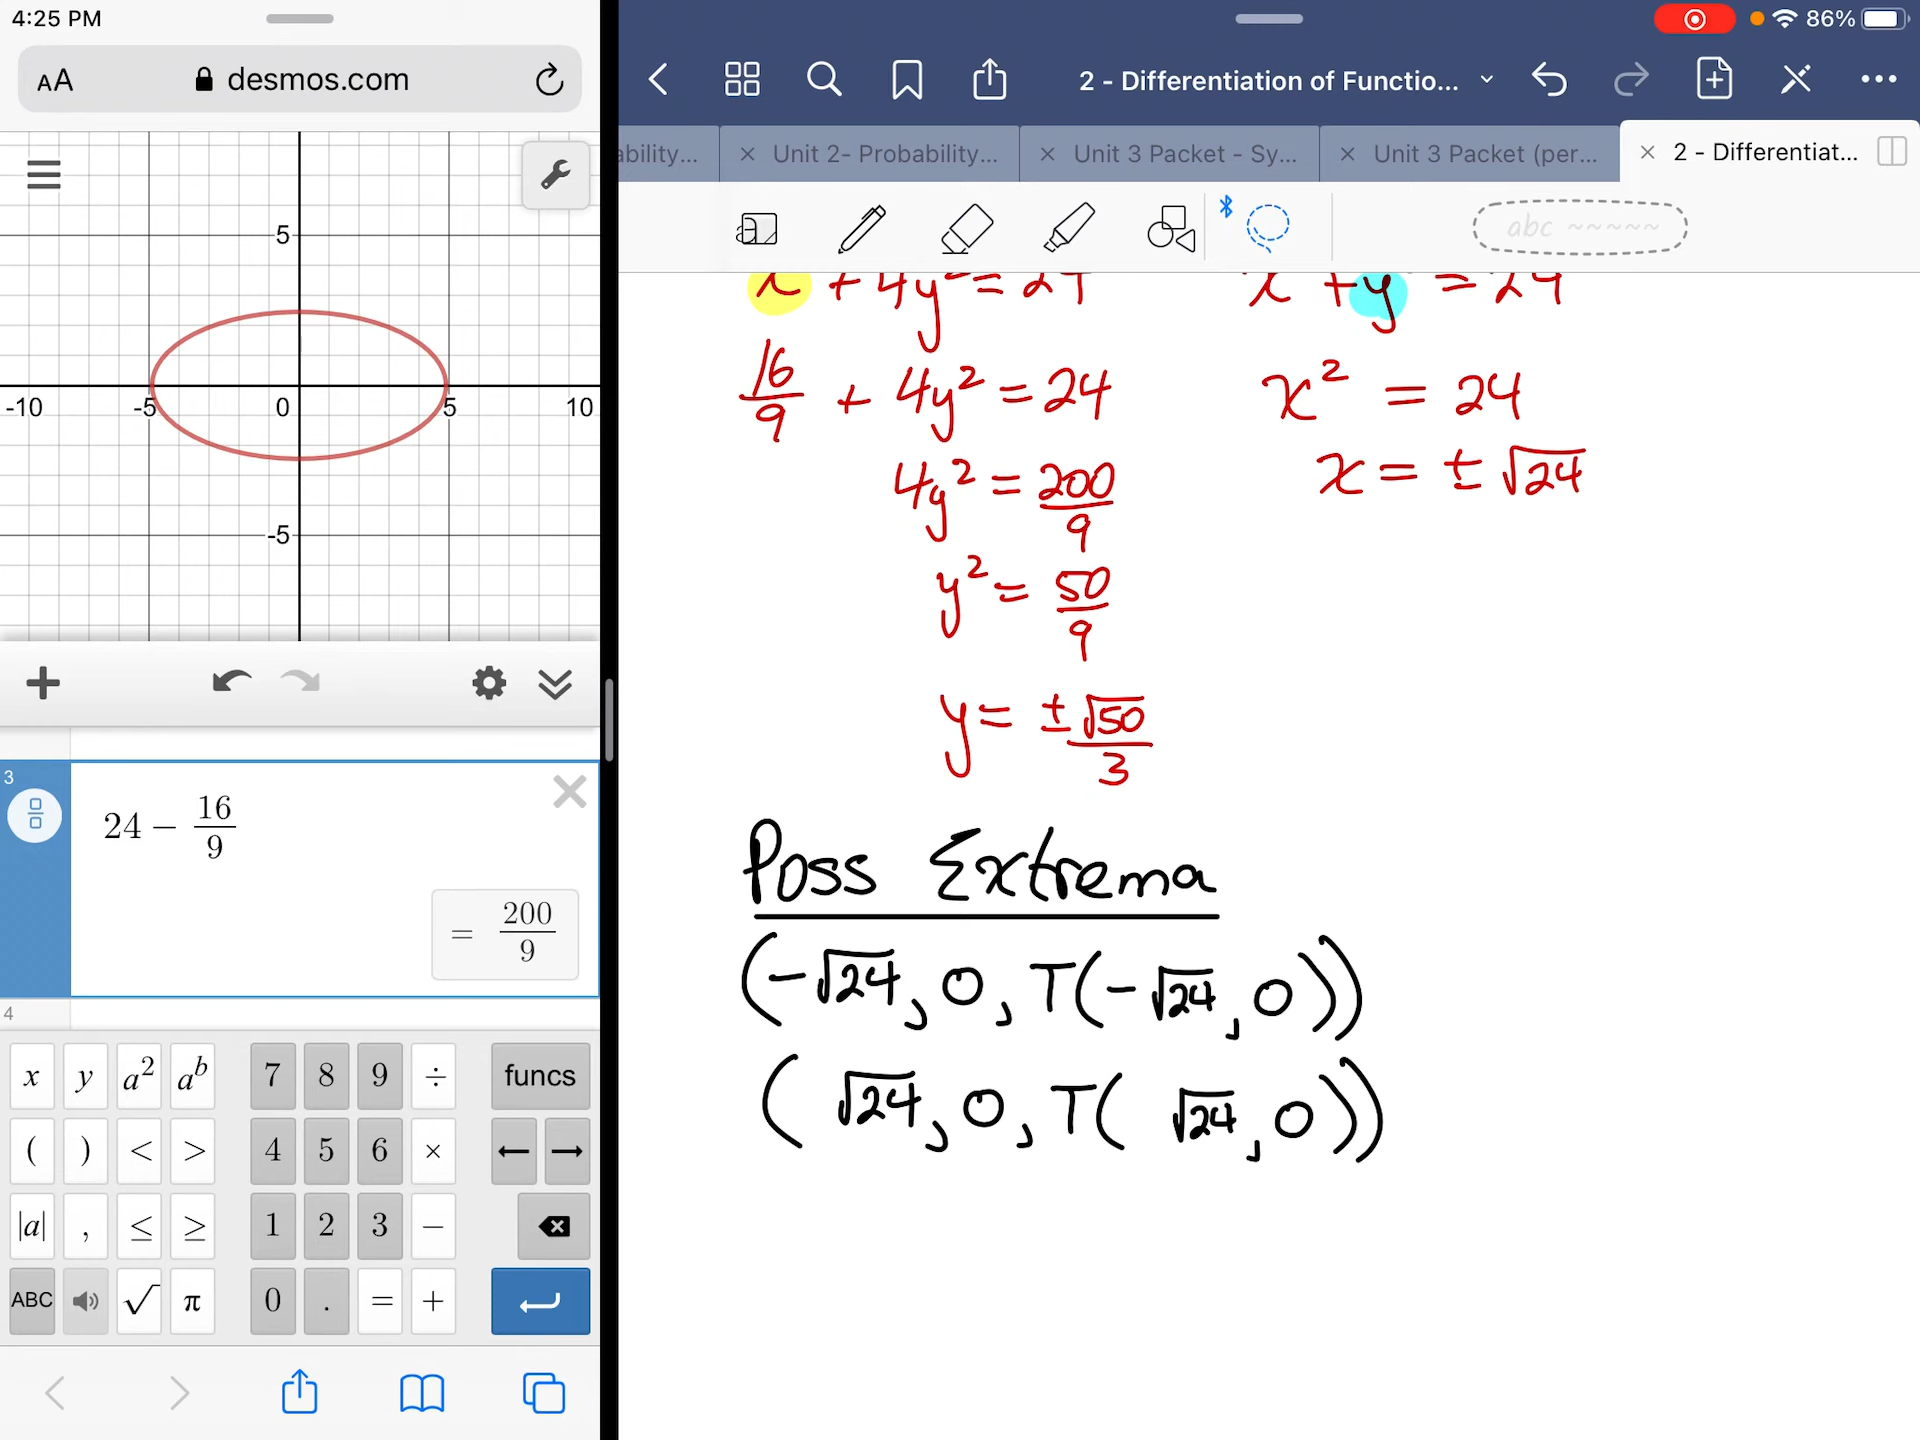 4:25 PM
86%
AA desmos.com
2 - Differentiation of Functio...
ability... × Unit 2- Probability... × Unit 3 Packet - Sy... × Unit 3 Packet (per... × 2 - Differentiat...
abc
5
-10 -5 0 5 10
-5
3
24 − 16/9
= 200/9
4
x y a² aᵇ 7 8 9 ÷ funcs
( ) < > 4 5 6 × ← →
|a| , ≤ ≥ 1 2 3 −
ABC √ π 0 . = +
x + 4y² = 24
16/9 + 4y² = 24
4y² = 200/9
y² = 50/9
y = ±√50/3
x + y = 24
x² = 24
x = ±√24
Poss Extrema
(-√24, 0, T(-√24, 0))
(√24, 0, T(√24, 0))